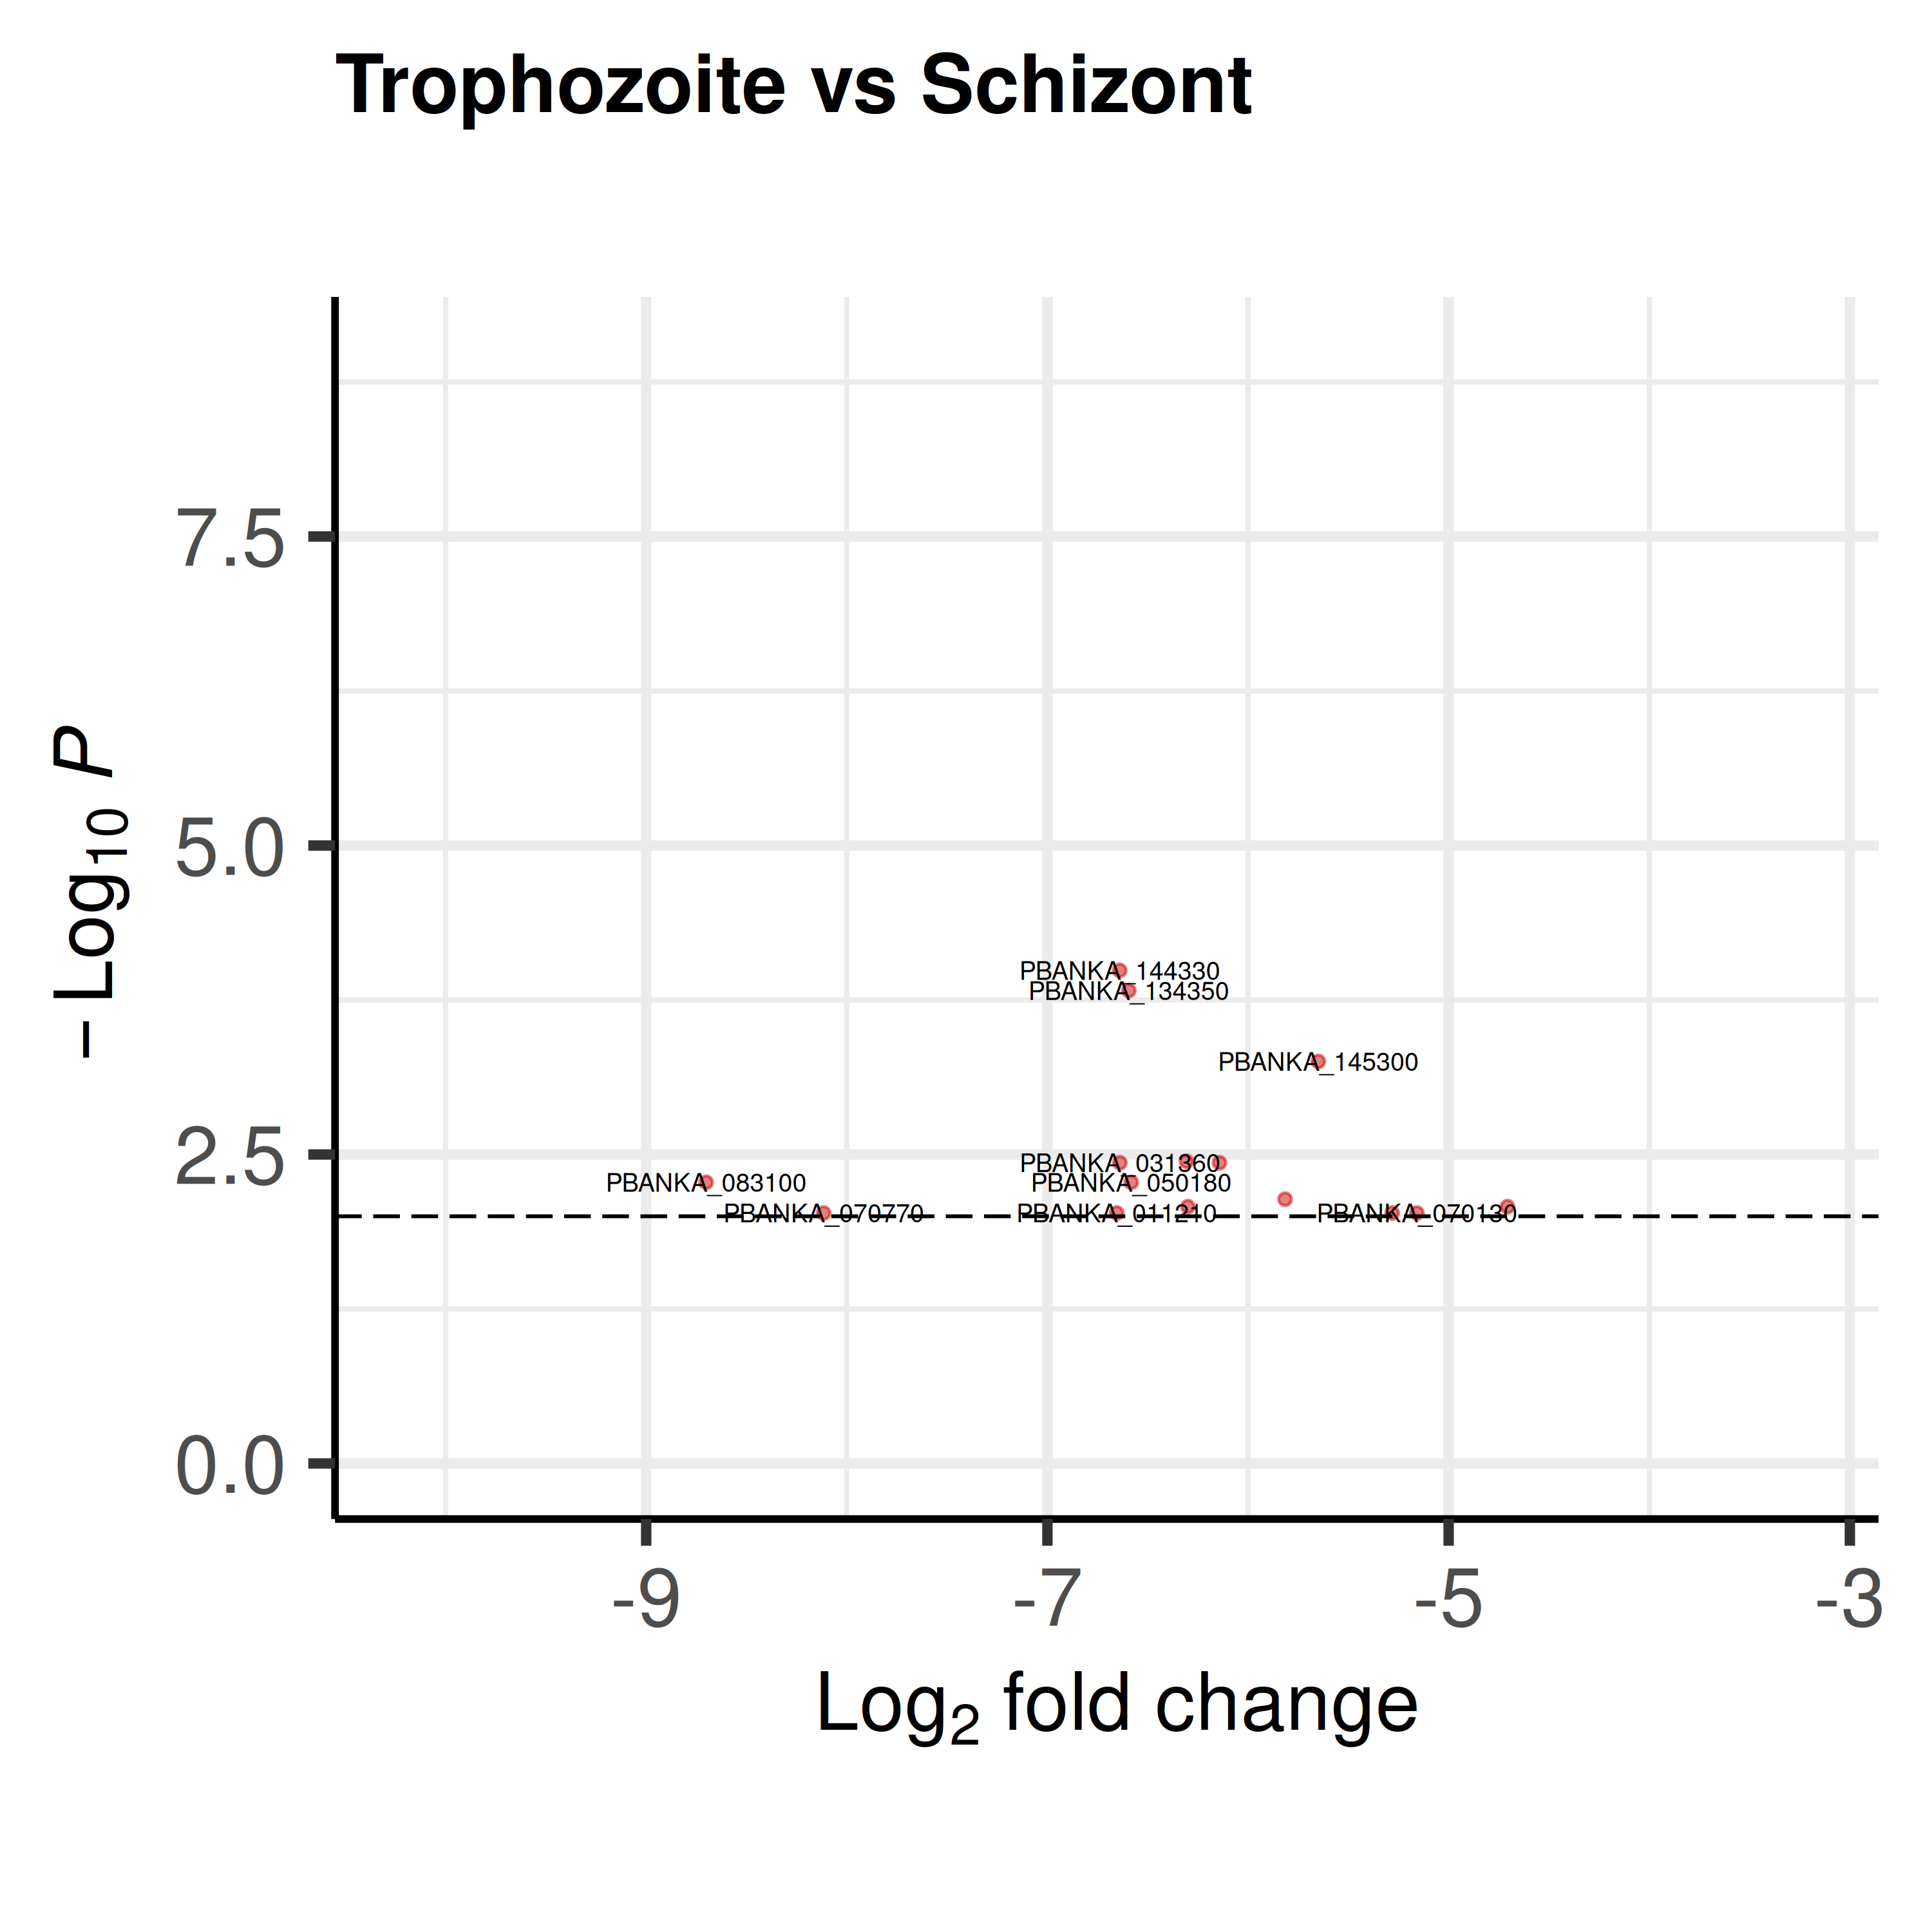 Trophozoite vs Schizont
− Log10 P
7.5
5.0
2.5
0.0
PBANKA_144330
PBANKA_134350
PBANKA_145300
PBANKA_031360
PBANKA_083100
PBANKA_050180
PBANKA_070770
PBANKA_011210
PBANKA_070130
-9
-7
-5
-3
Log2 fold change